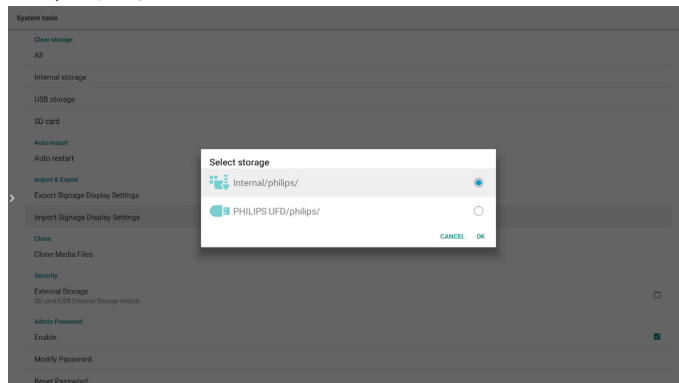 System tools
Clear storage
All
Internal storage
USB storage
SD card
Auto restart
Auto restart
Import & Export
Export Signage Display Settings
Import Signage Display Settings
Clone
Clone Media Files
Security
External Storage
SD card/USB External Storage Unlock
Admin Password
Enable
Modify Password
Reset Password
Select storage
Internal/philips/
PHILIPS UFD/philips/
CANCEL OK